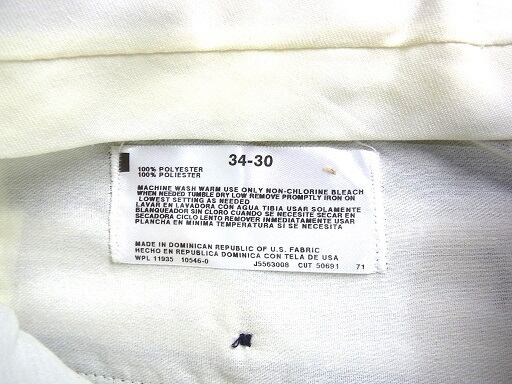 34-30
100% POLYESTER
100% POLIESTER
MACHINE WASH WARM USE ONLY NON-CHLORINE BLEACH
WHEN NEEDED TUMBLE DRY LOW REMOVE PROMPTLY IRON ON
LOWEST SETTING AS NEEDED
LAVAR EN LAVADORA CON AGUA TIBIA USAR SOLAMENTE
BLANQUEADOR SIN CLORO CUANDO SE NECESITE SECAR EN
SECADORA CICLO LENTO REMOVER INMEDIATAMENTE USAR
PLANCHA EN MINIMA TEMPERATURA SI SE NECESITA
MADE IN DOMINICAN REPUBLIC OF U.S. FABRIC
HECHO EN REPUBLICA DOMINICA CON TELA DE USA
WPL 11935 10546-0 J5563008 CUT 50691 71